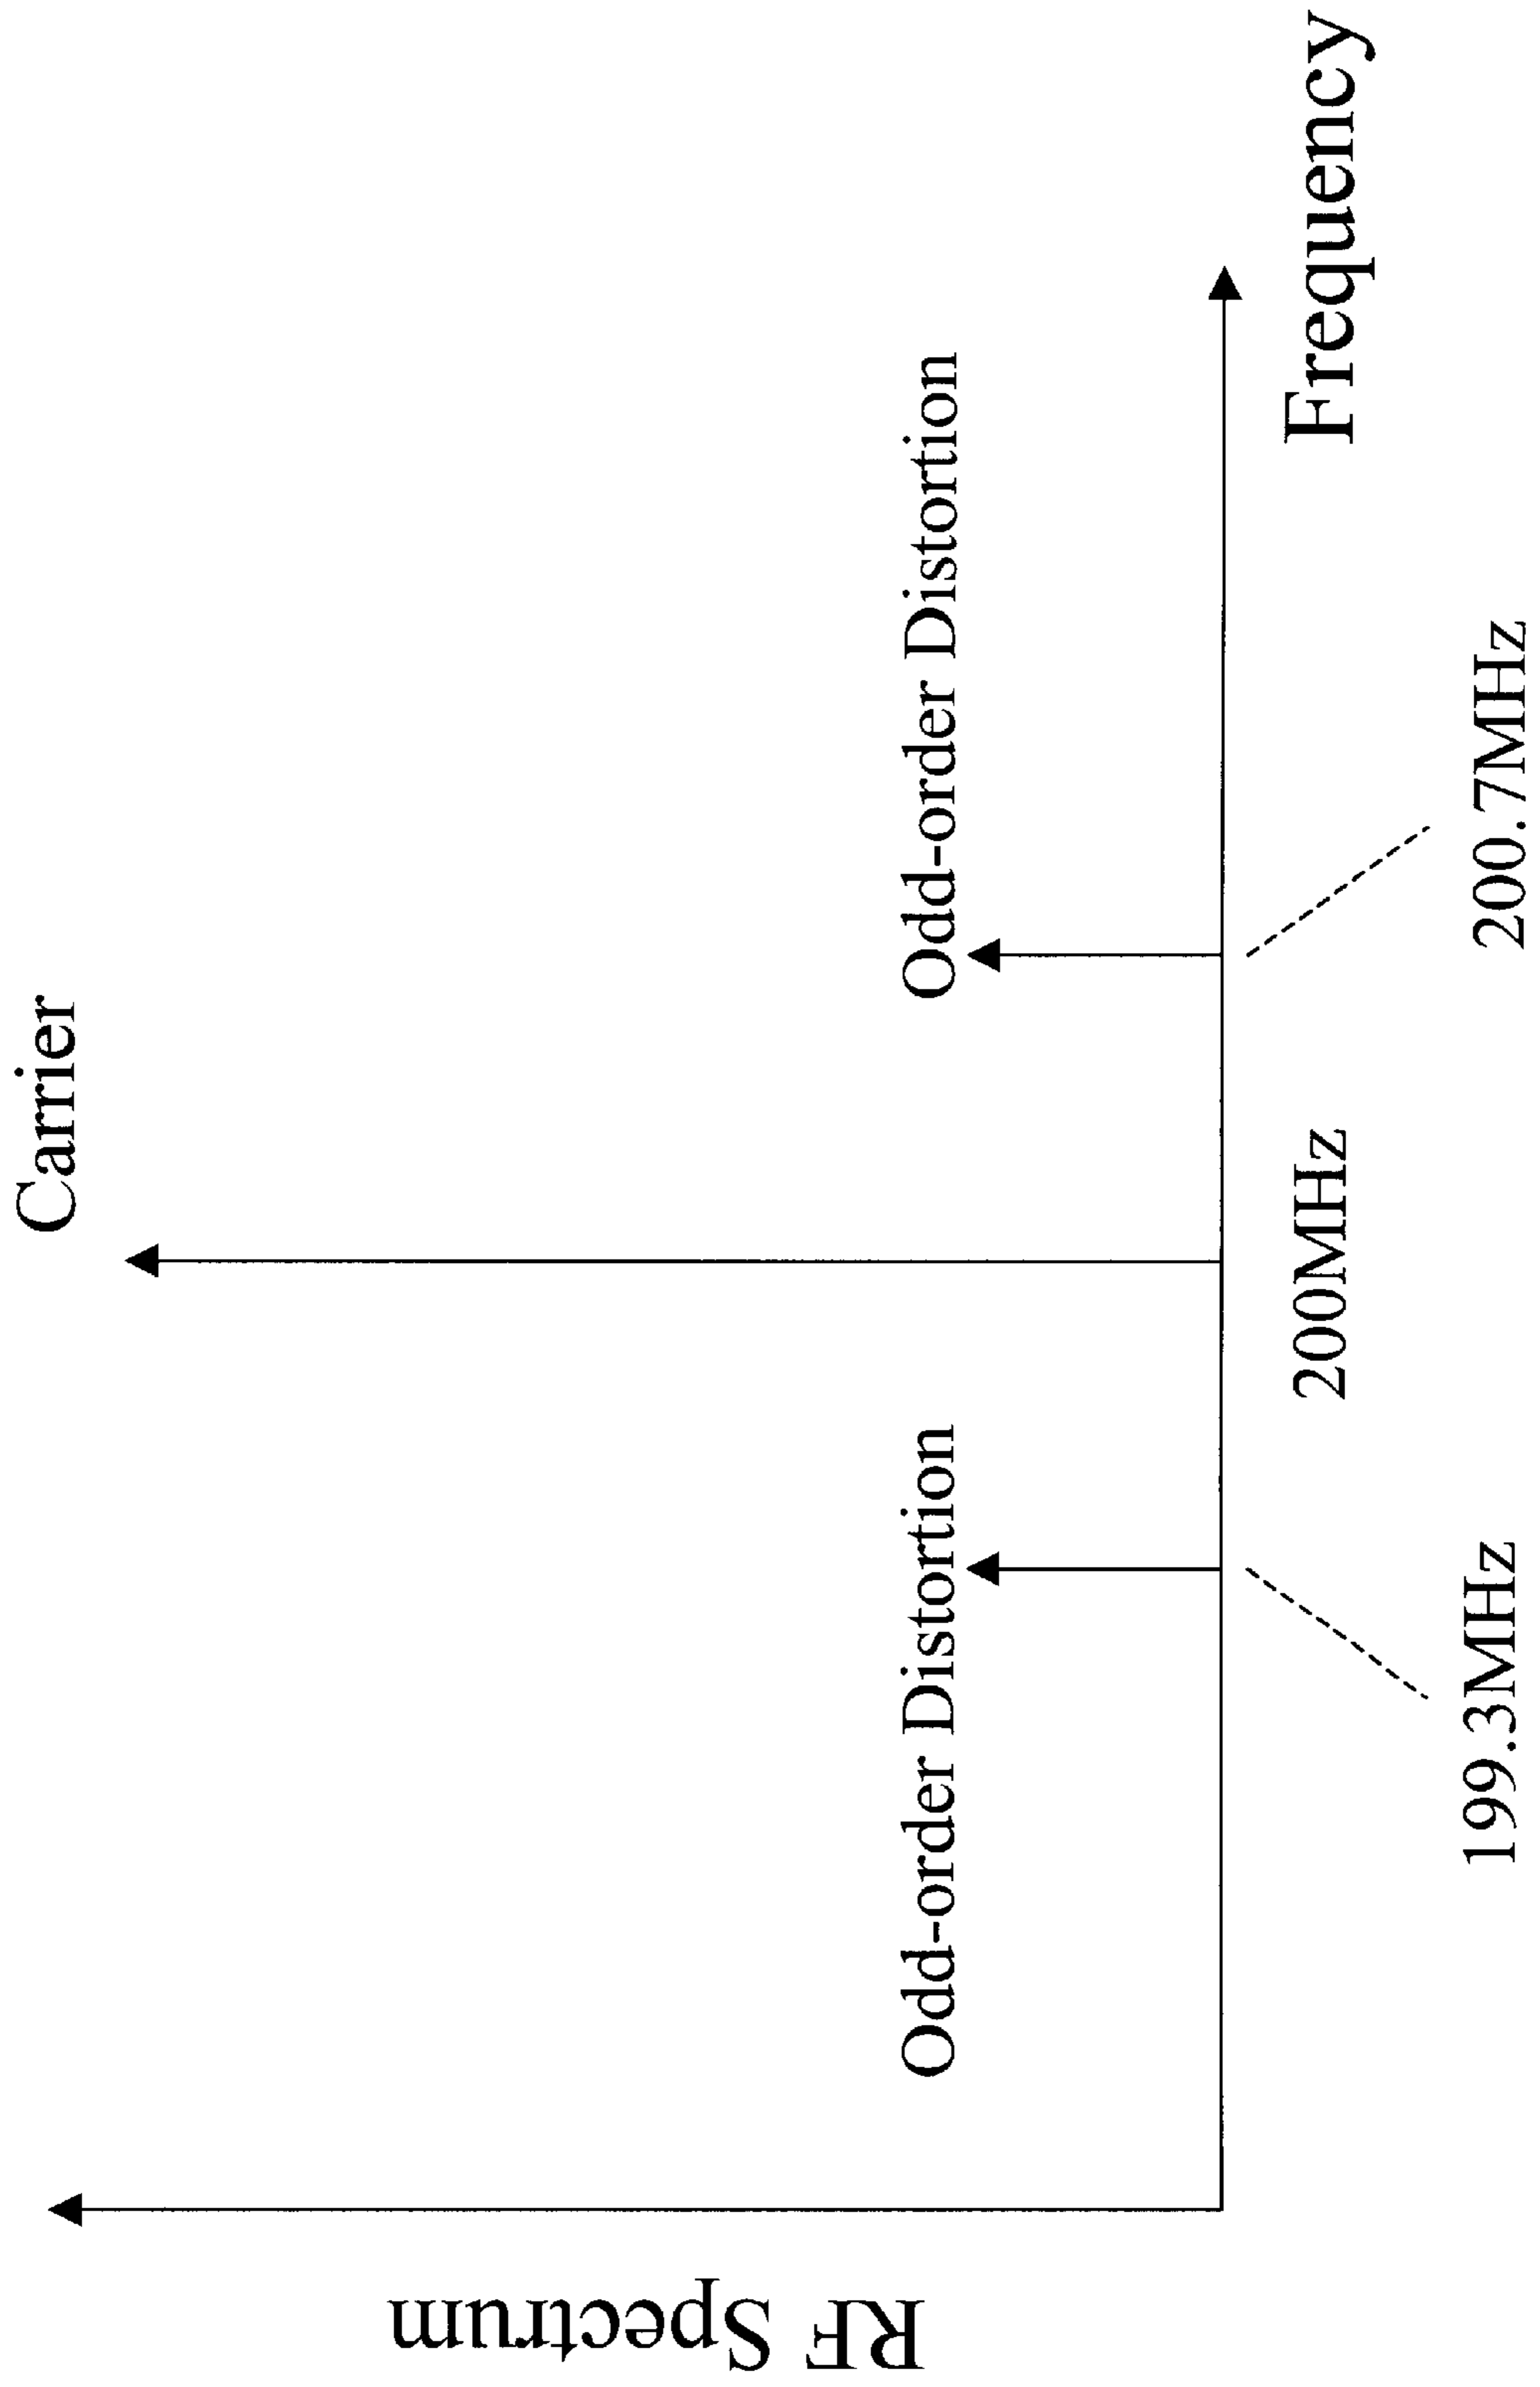 Carrier
Odd-order Distortion
Odd-order Distortion
RF Spectrum
200MHz
Frequency
199.3MHz
200.7MHz